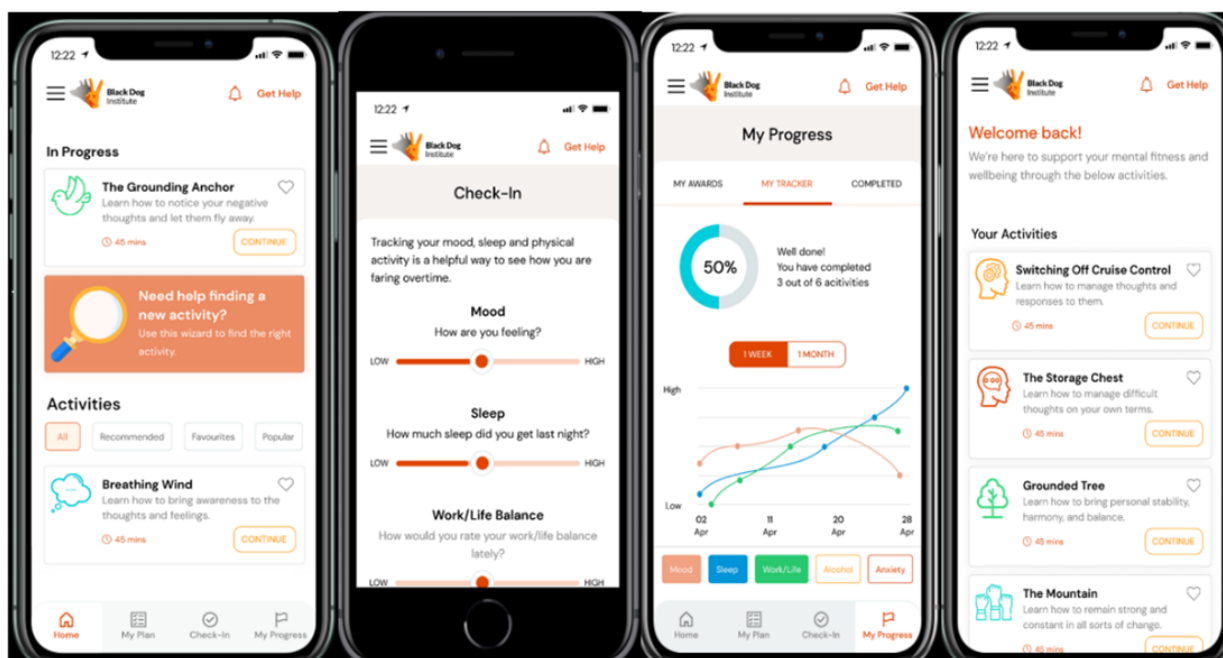 12:22
Black Dog
Institute
Get Help
In Progress
The Grounding Anchor
Learn how to notice your negative
thoughts and let them fly away.
45 mins
CONTINUE
Need help finding a
new activity?
Use this wizard to find the right
activity.
Activities
All
Recommended
Favourites
Popular
Breathing Wind
Learn how to bring awareness to the
thoughts and feelings.
45 mins
CONTINUE
Home
My Plan
Check-In
My Progress
12:22
Black Dog
Institute
Get Help
Check-In
Tracking your mood, sleep and physical
activity is a helpful way to see how you are
faring overtime.
Mood
How are you feeling?
LOW
HIGH
Sleep
How much sleep did you get last night?
LOW
HIGH
Work/Life Balance
How would you rate your work/life balance
lately?
LOW
HIGH
12:22
Black Dog
Institute
Get Help
My Progress
MY AWARDS
MY TRACKER
COMPLETED
50%
Well done!
You have completed
3 out of 6 acitivities
1 WEEK
1 MONTH
High
Low
02
Apr
11
Apr
20
Apr
28
Apr
Mood
Sleep
Work/Life
Alcohol
Anxiety
Home
My Plan
Check-In
My Progress
12:22
Black Dog
Institute
Get Help
Welcome back!
We're here to support your mental fitness and
wellbeing through the below activities.
Your Activities
Switching Off Cruise Control
Learn how to manage thoughts and
responses to them.
45 mins
CONTINUE
The Storage Chest
Learn how to manage difficult
thoughts on your own terms.
45 mins
CONTINUE
Grounded Tree
Learn how to bring personal stability,
harmony, and balance.
45 mins
CONTINUE
The Mountain
Learn how to remain strong and
constant in all sorts of change.
45 mins
CONTINUE